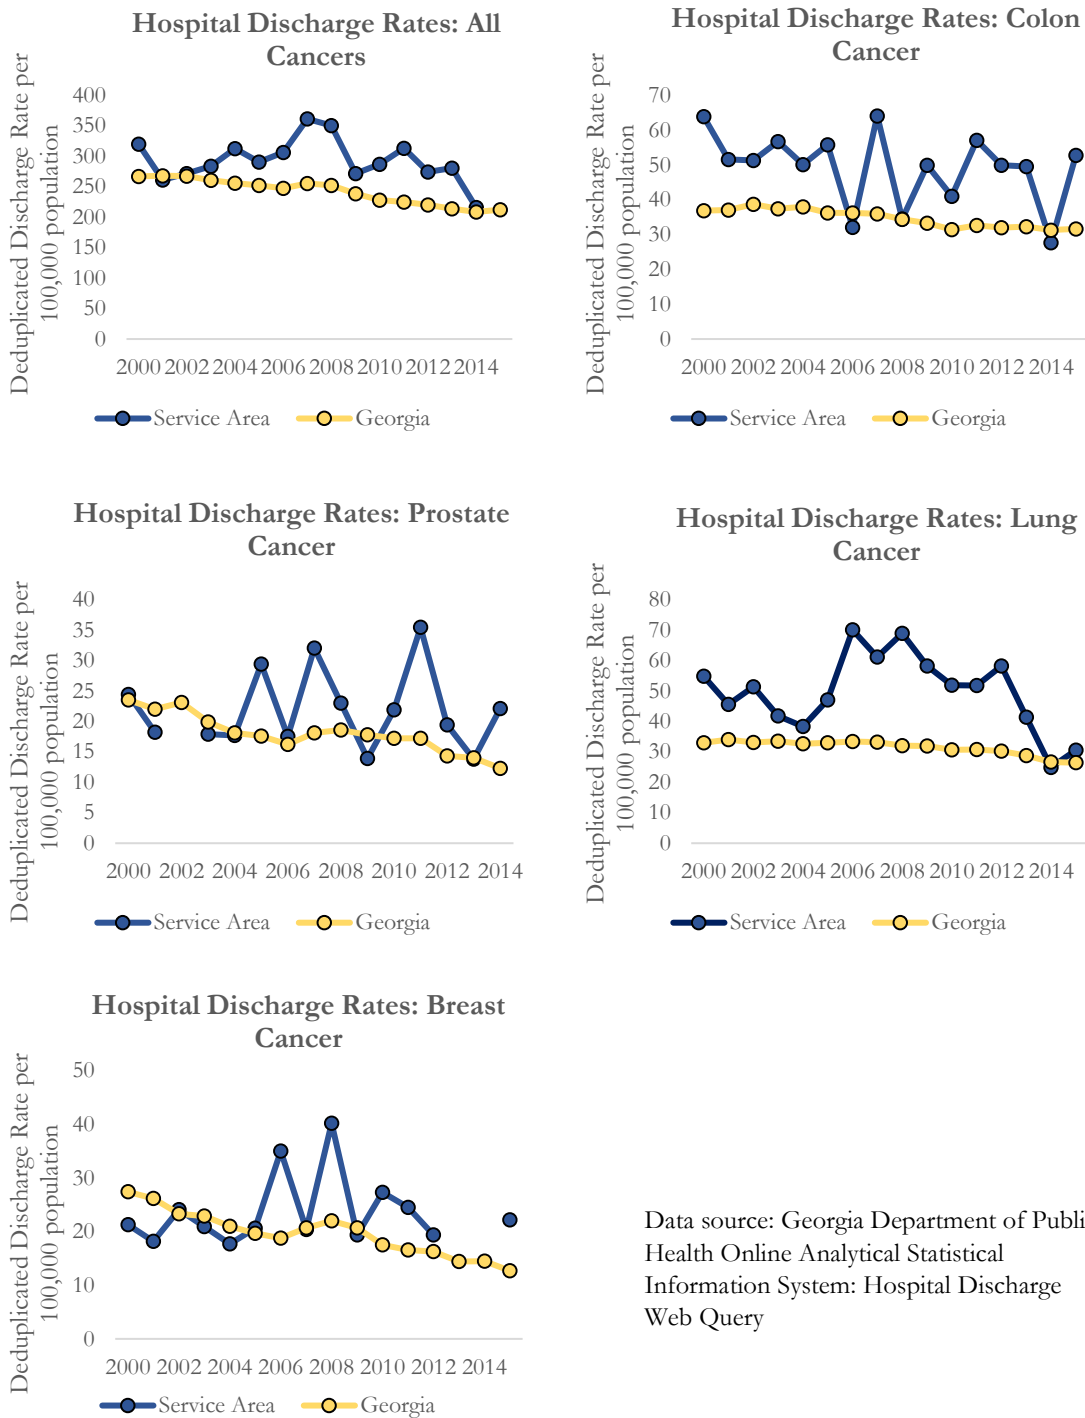 Hospital Discharge Rates: All
Cancers
Deduplicated Discharge Rate per
100,000 population
400
350
300
250
200
150
100
50
0
2000 2002 2004 2006 2008 2010 2012 2014
Service Area Georgia
Hospital Discharge Rates: Colon
Cancer
Deduplicated Discharge Rate per
100,000 population
70
60
50
40
30
20
10
0
2000 2002 2004 2006 2008 2010 2012 2014
Service Area Georgia
Hospital Discharge Rates: Prostate
Cancer
Deduplicated Discharge Rate per
100,000 population
40
35
30
25
20
15
10
5
0
2000 2002 2004 2006 2008 2010 2012 2014
Service Area Georgia
Hospital Discharge Rates: Lung
Cancer
Deduplicated Discharge Rate per
100,000 population
80
70
60
50
40
30
20
10
0
2000 2002 2004 2006 2008 2010 2012 2014
Service Area Georgia
Hospital Discharge Rates: Breast
Cancer
Deduplicated Discharge Rate per
100,000 population
50
40
30
20
10
0
2000 2002 2004 2006 2008 2010 2012 2014
Service Area Georgia
Data source: Georgia Department of Publi
Health Online Analytical Statistical
Information System: Hospital Discharge
Web Query